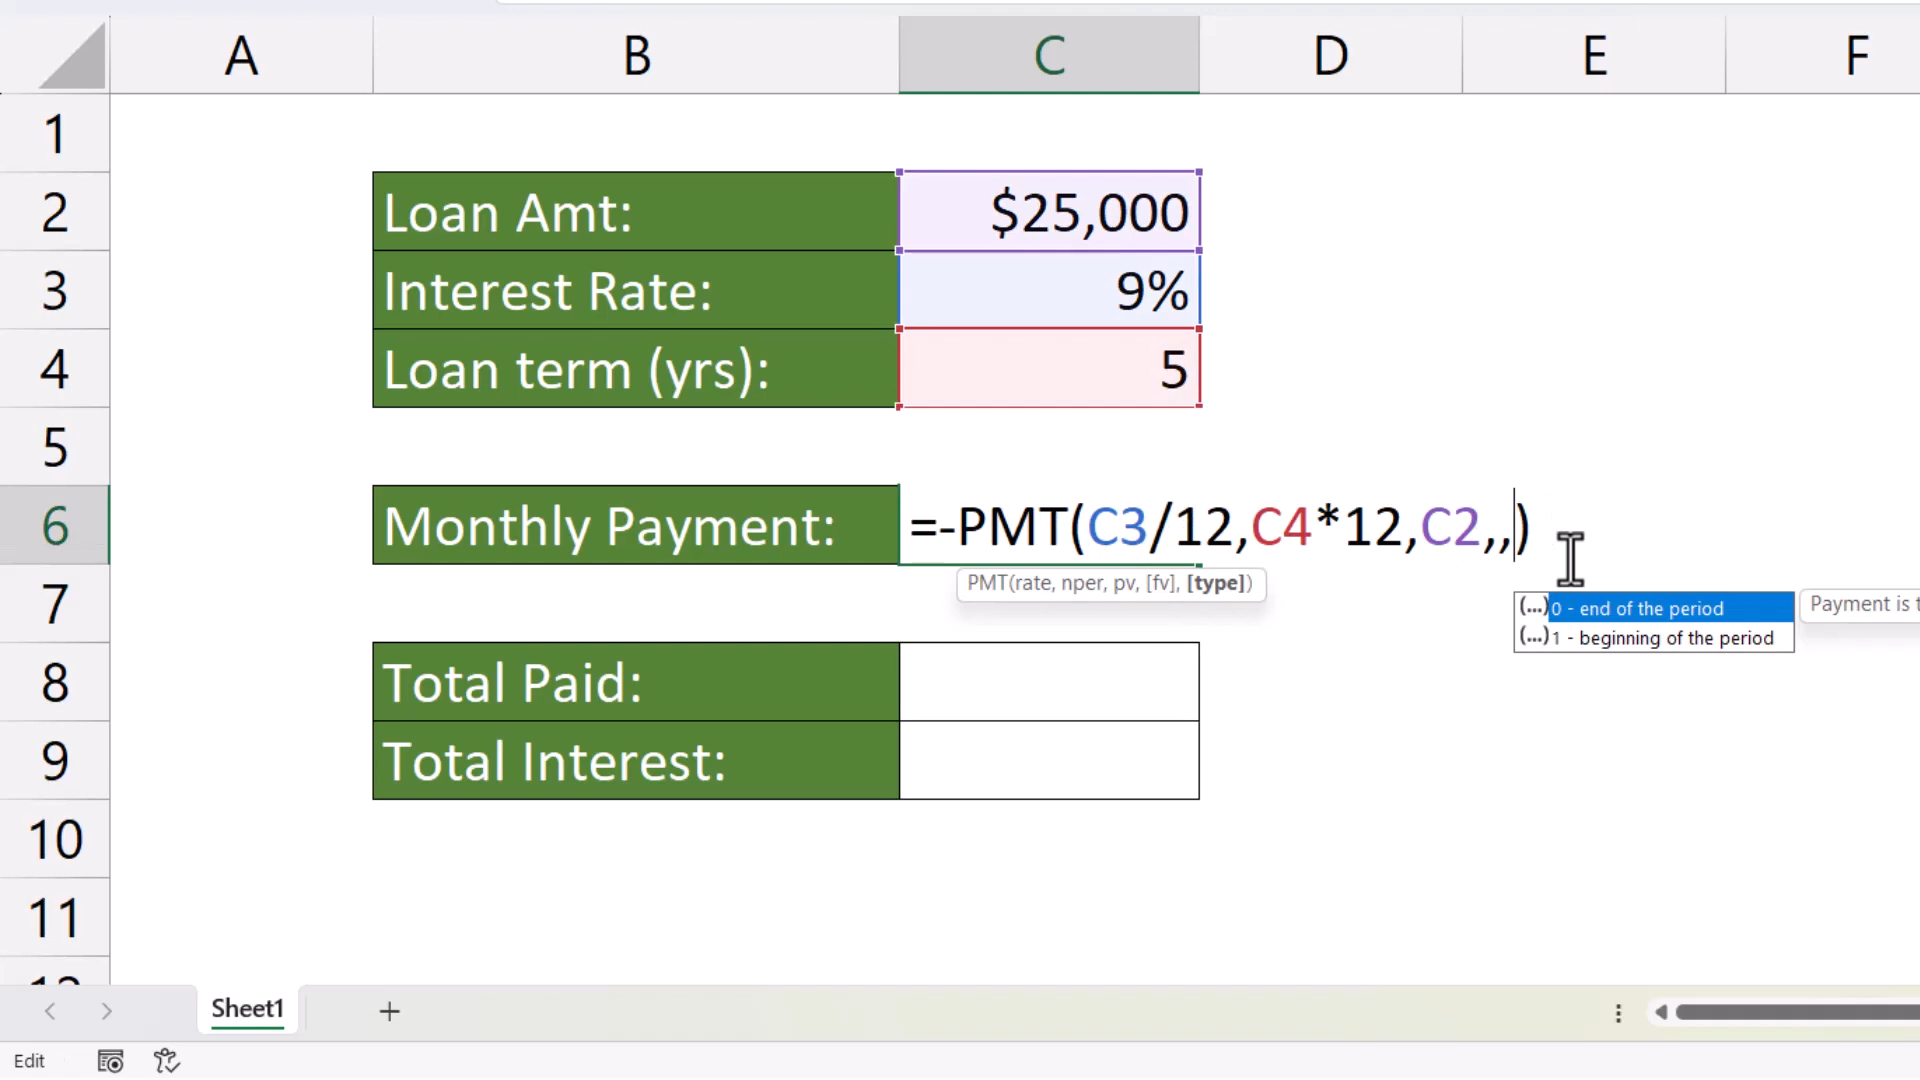 A B C D E F
1
2 Loan Amt: $25,000
3 Interest Rate: 9%
4 Loan term (yrs): 5
5
6 Monthly Payment: =-PMT(C3/12,C4*12,C2,,)
PMT(rate, nper, pv, [fv], [type])
7
(...) 0 - end of the period Payment is
(...) 1 - beginning of the period
8 Total Paid:
9 Total Interest:
10
11
Sheet1 +
Edit